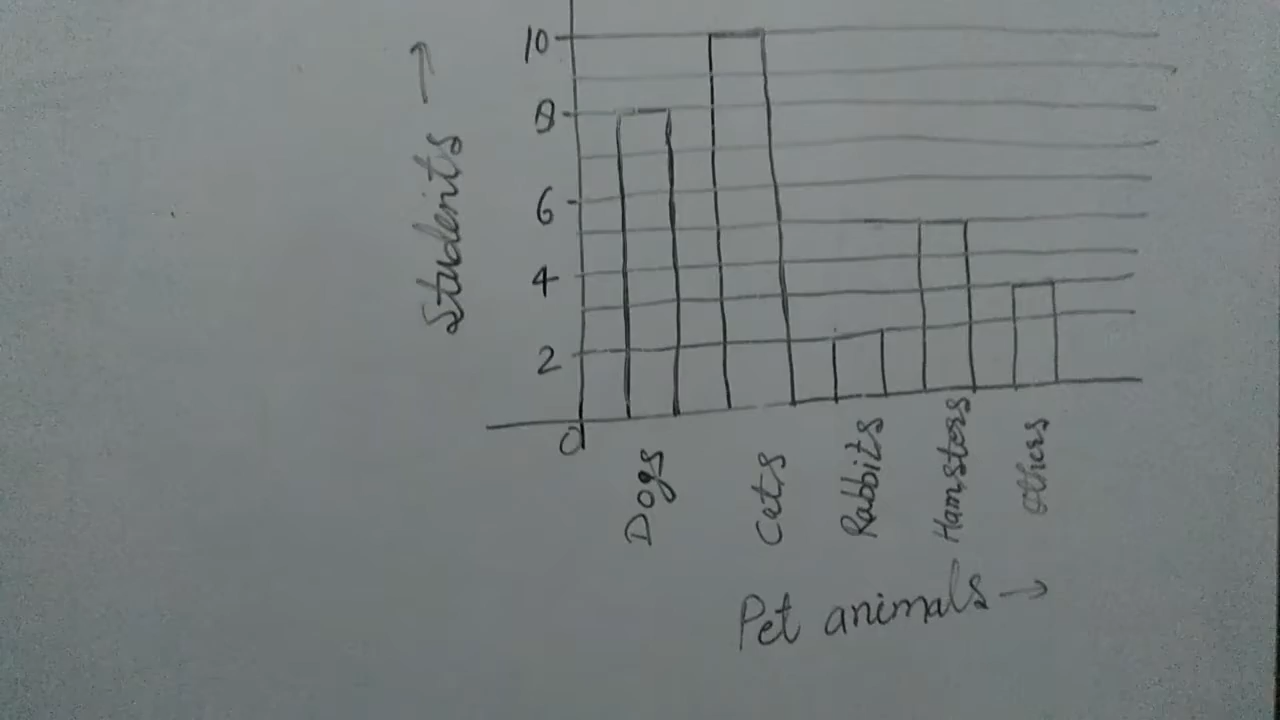 Students →
10
8
6
4
2
0
Dogs
Cats
Rabbits
Hamsters
Others
Pet animals →